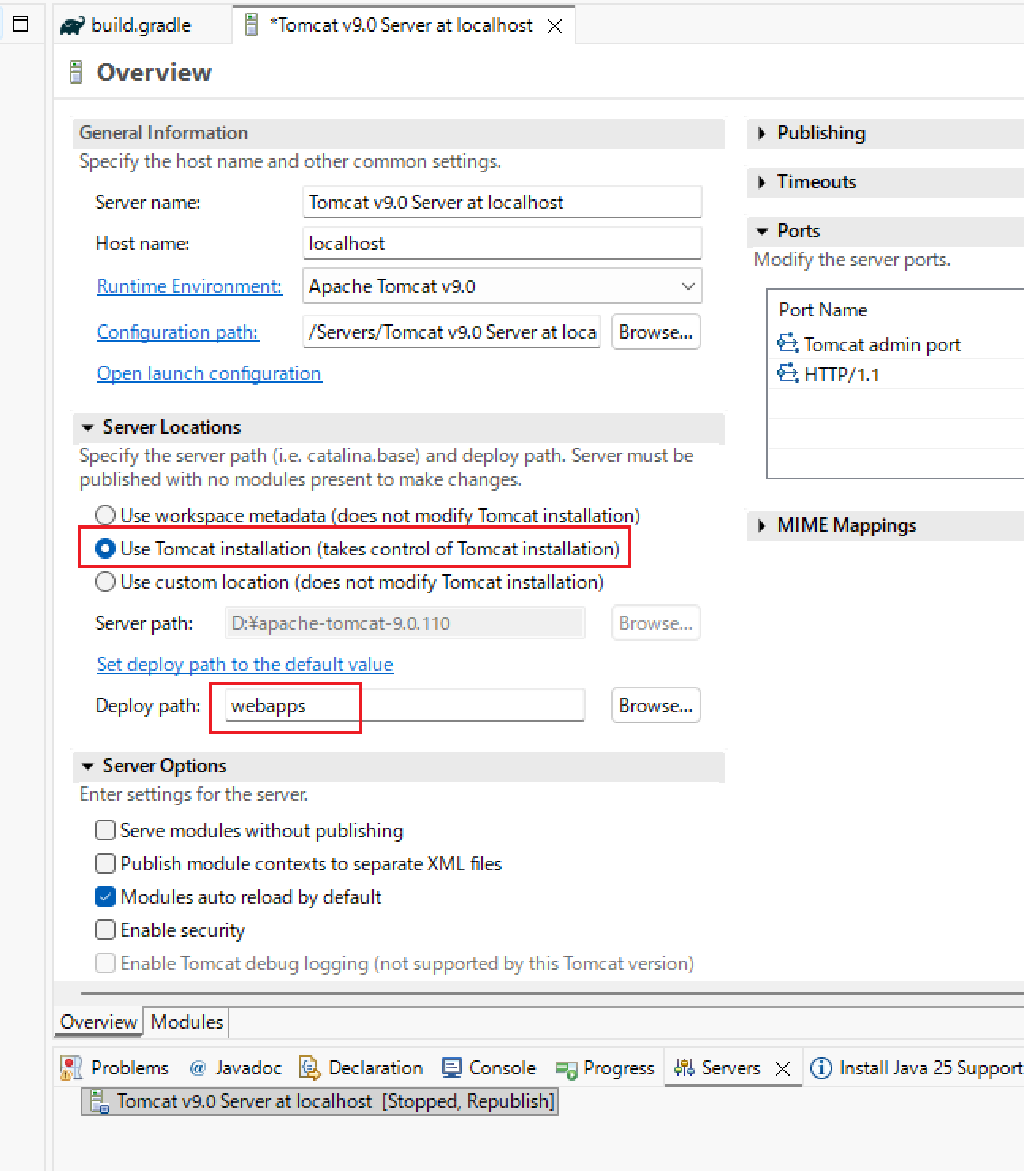 build.gradle
*Tomcat v9.0 Server at localhost
Overview
General Information
Specify the host name and other common settings.
Server name:
Tomcat v9.0 Server at localhost
Host name:
localhost
Runtime Environment:
Apache Tomcat v9.0
Configuration path:
/Servers/Tomcat v9.0 Server at loca
Browse...
Open launch configuration
Server Locations
Specify the server path (i.e. catalina.base) and deploy path. Server must be
published with no modules present to make changes.
Use workspace metadata (does not modify Tomcat installation)
Use Tomcat installation (takes control of Tomcat installation)
Use custom location (does not modify Tomcat installation)
Server path:
D:¥apache-tomcat-9.0.110
Browse...
Set deploy path to the default value
Deploy path:
webapps
Browse...
Server Options
Enter settings for the server.
Serve modules without publishing
Publish module contexts to separate XML files
Modules auto reload by default
Enable security
Enable Tomcat debug logging (not supported by this Tomcat version)
Publishing
Timeouts
Ports
Modify the server ports.
Port Name
Tomcat admin port
HTTP/1.1
MIME Mappings
Overview
Modules
Problems
Javadoc
Declaration
Console
Progress
Servers
Install Java 25 Support
Tomcat v9.0 Server at localhost [Stopped, Republish]